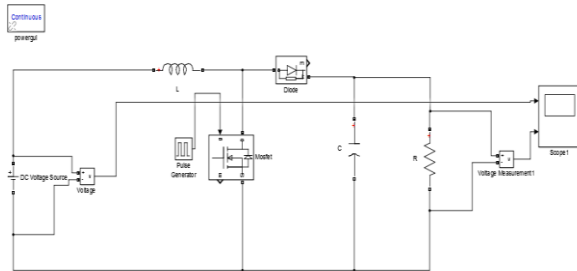 Continuous
powergui
L
m
Diode
Pulse
Generator
Mosfet
C
R
DC Voltage Source
+
-
v
Voltage
+
-
v
Voltage Measurement1
Scope1